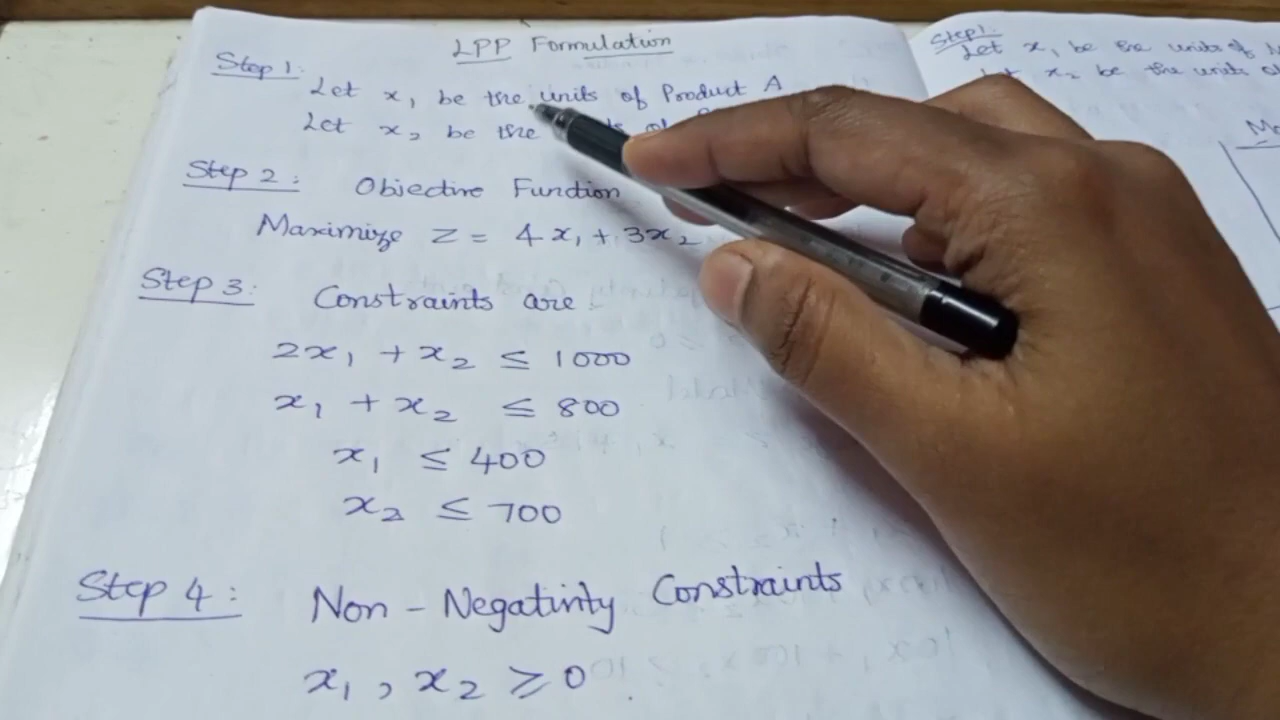 LPP Formulation
Step 1:
Let x₁ be the units of Product A
Let x₂ be the
Step 2:
Objective Function
Maximize Z = 4x₁ + 3x₂
Step 3:
Constraints are
2x₁ + x₂ ≤ 1000
x₁ + x₂ ≤ 800
x₁ ≤ 400
x₂ ≤ 700
Step 4:
Non-Negativity Constraints
x₁, x₂ ≥ 0
Step 1:
Let x₁ be the units of
Let x₂ be the units of